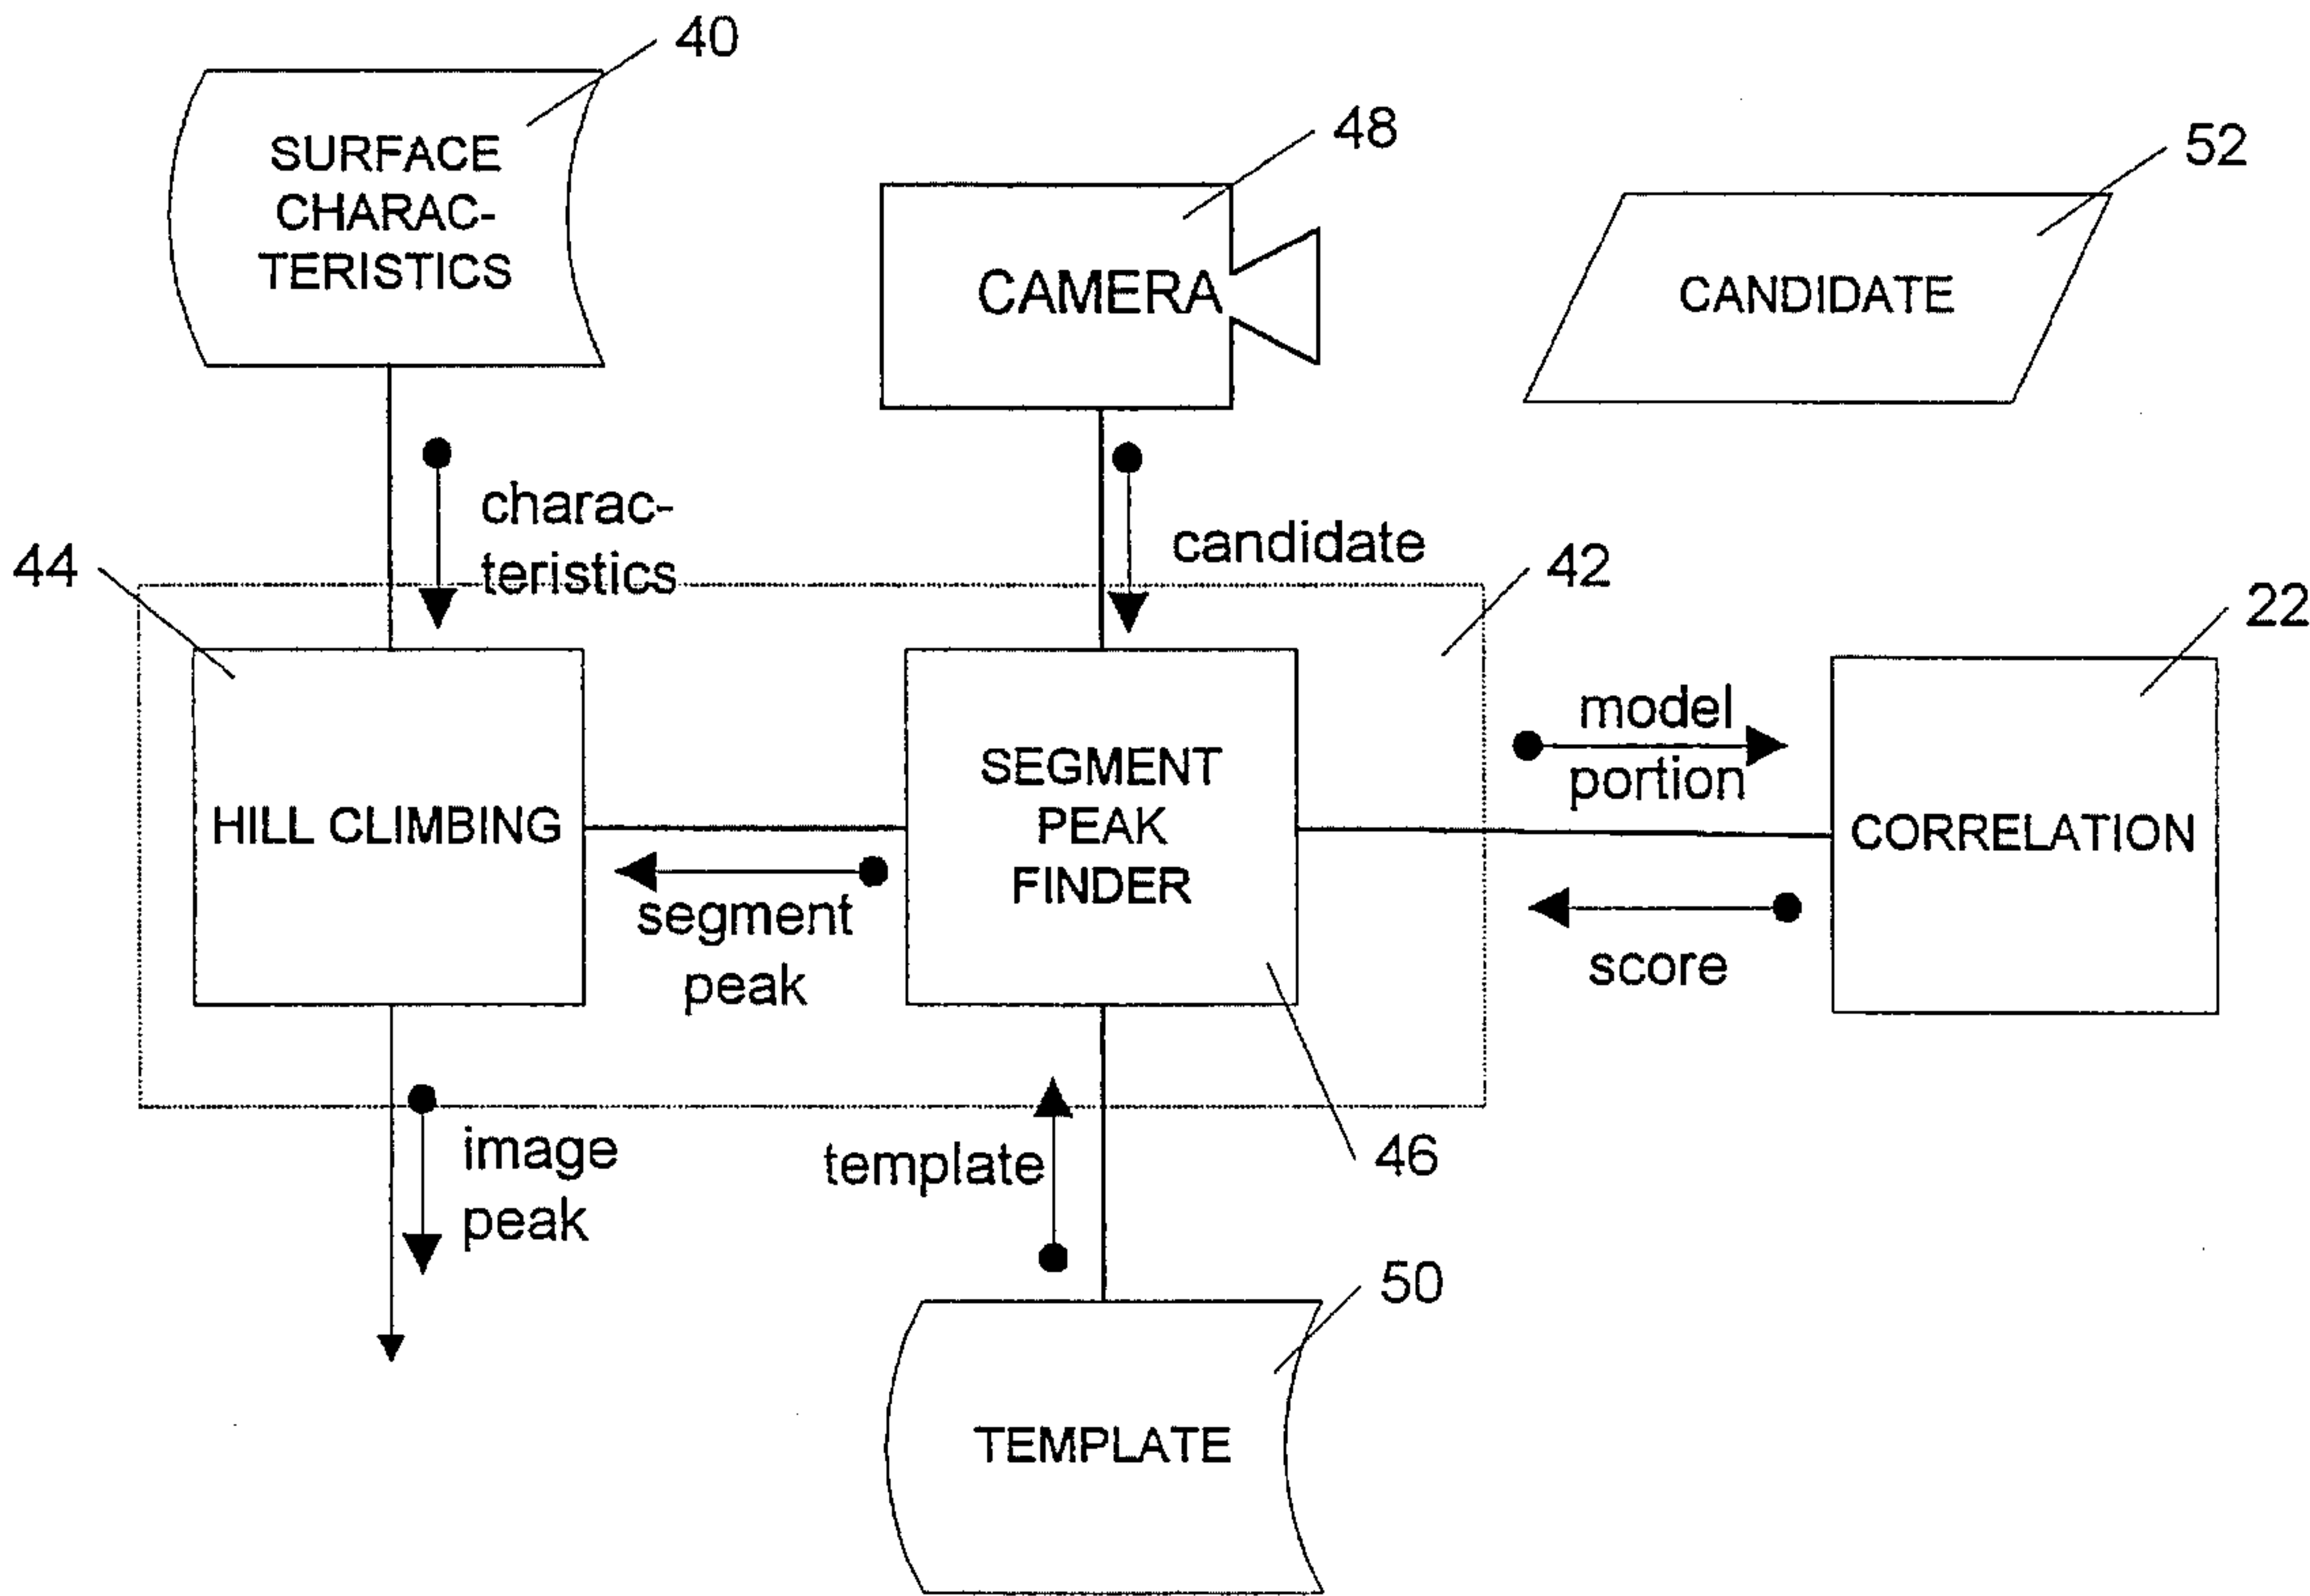 40
SURFACE
CHARAC-
TERISTICS
48
CAMERA
52
CANDIDATE
charac-
teristics
candidate
44
42
22
HILL CLIMBING
SEGMENT
PEAK
FINDER
model
portion
CORRELATION
segment
peak
score
image
peak
template
46
50
TEMPLATE